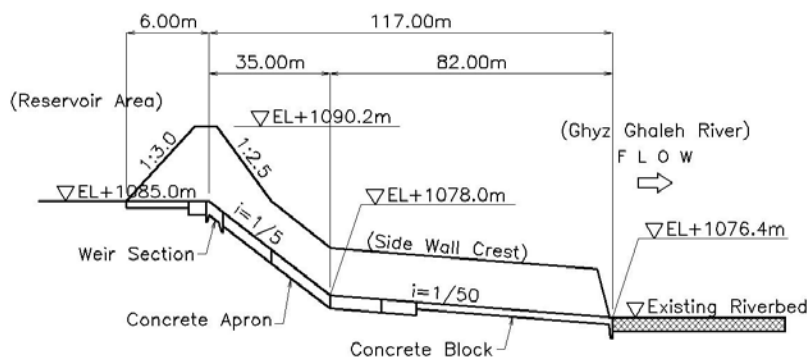 6.00m
117.00m
35.00m
82.00m
(Reservoir Area)
EL+1090.2m
(Ghyz Ghaleh River)
FLOW
1:3.0
1:2.5
EL+1085.0m
EL+1078.0m
i=1/5
EL+1076.4m
Weir Section
(Side Wall Crest)
i=1/50
Existing Riverbed
Concrete Apron
Concrete Block